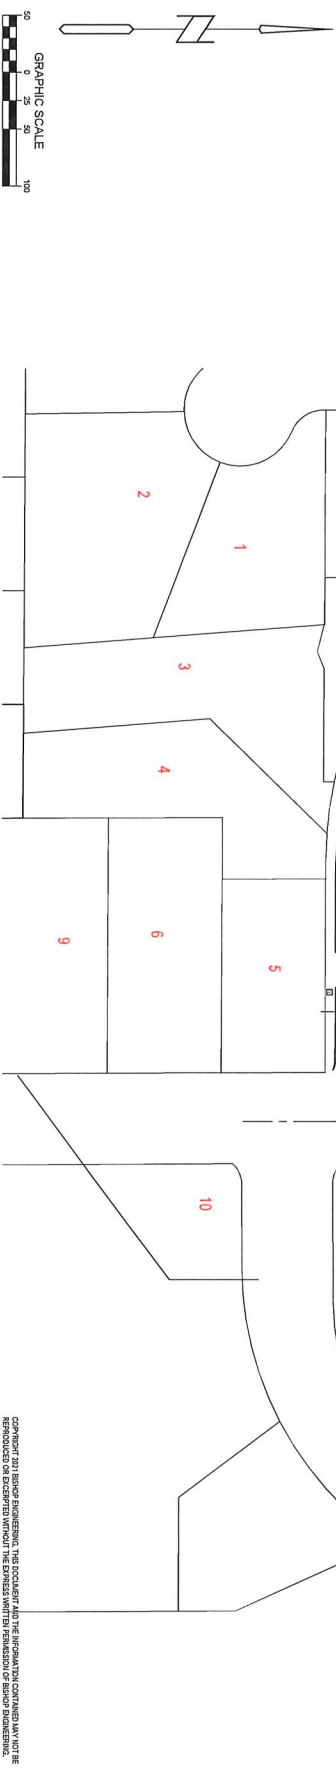 N
GRAPHIC SCALE
50 0 25 50 100
1
2
3
4
5
6
9
10
COPYRIGHT 2021 BISHOP ENGINEERING. THIS DOCUMENT AND THE INFORMATION CONTAINED MAY NOT BE
REPRODUCED OR EXCERPTED WITHOUT THE EXPRESS WRITTEN PERMISSION OF BISHOP ENGINEERING.